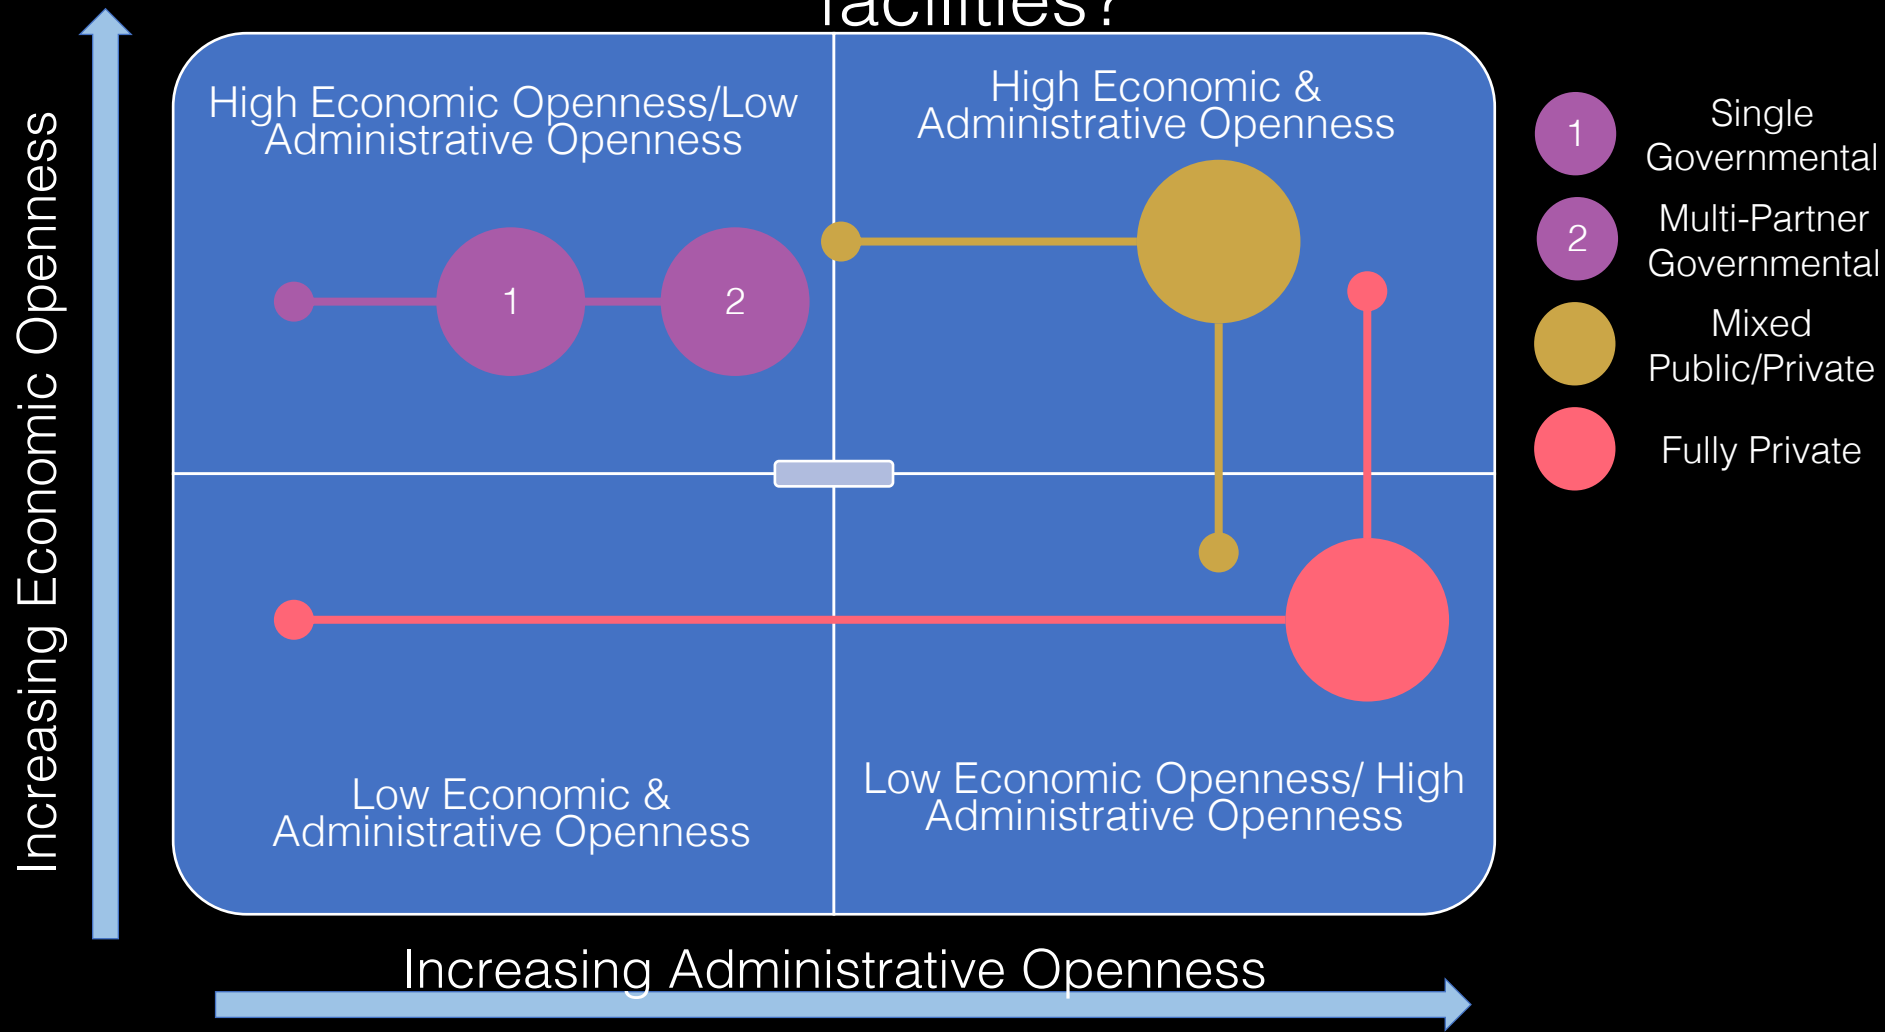 facilities?
High Economic Openness/Low
Administrative Openness
High Economic &
Administrative Openness
1
2
Low Economic &
Administrative Openness
Low Economic Openness/ High
Administrative Openness
Increasing Economic Openness
Increasing Administrative Openness
1
Single
Governmental
2
Multi-Partner
Governmental
Mixed
Public/Private
Fully Private